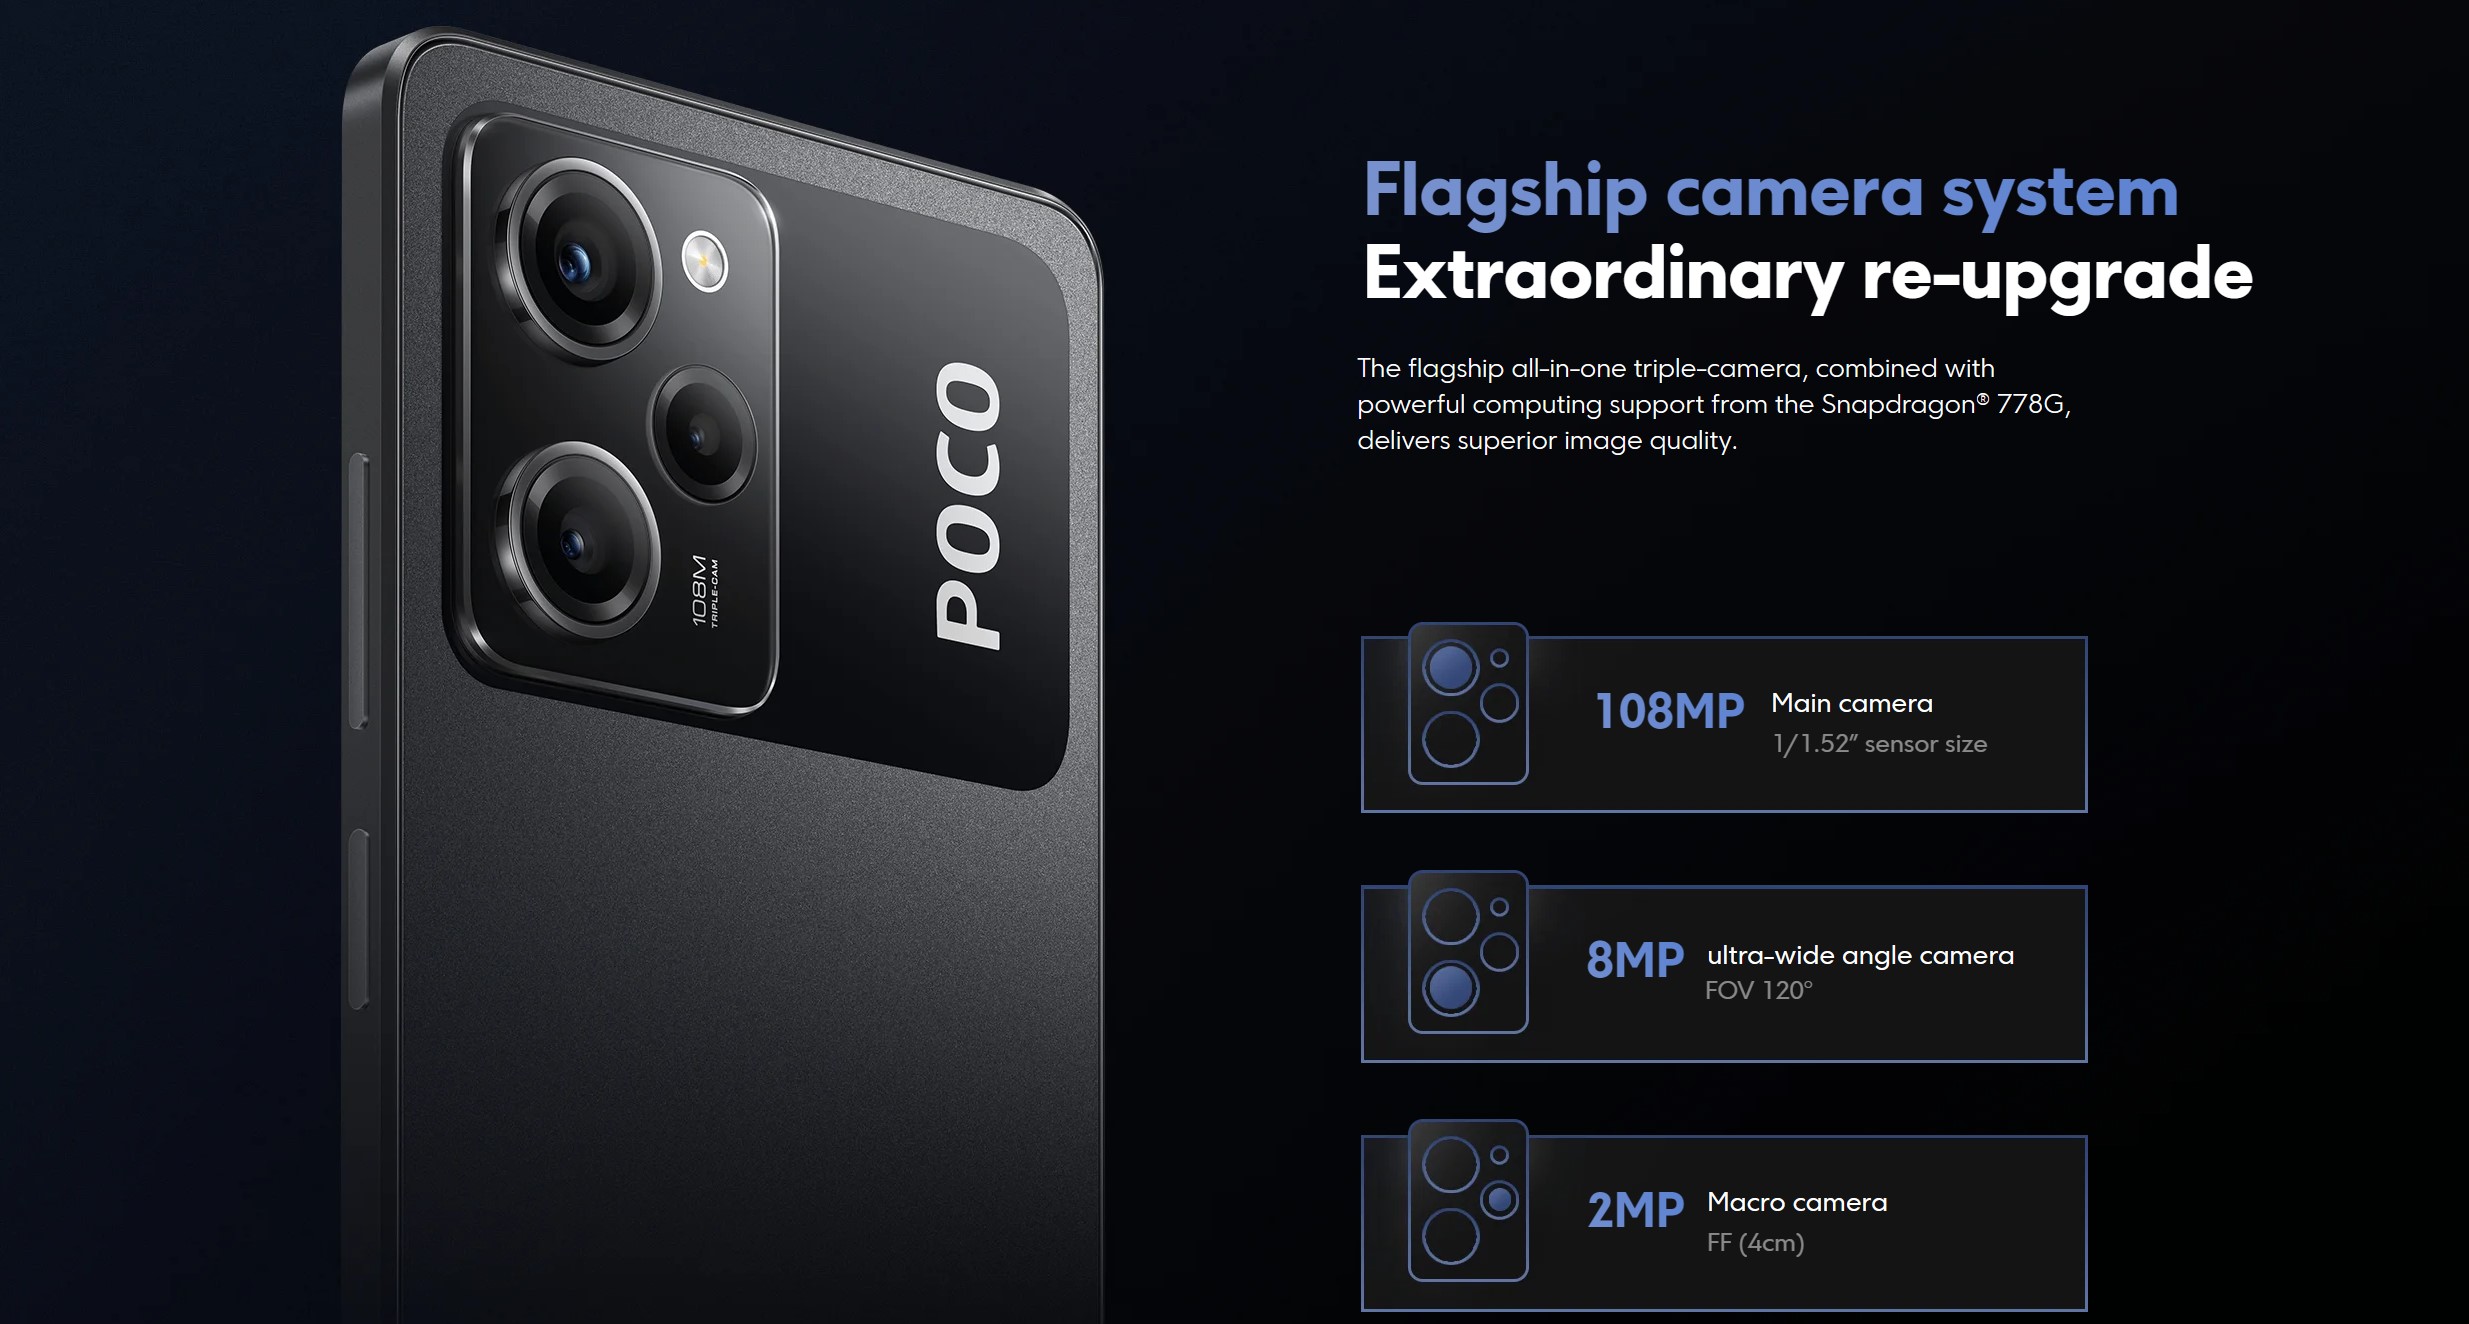 POCO
108M
TRIPLE-CAM
Flagship camera system
Extraordinary re-upgrade
The flagship all-in-one triple-camera, combined with
powerful computing support from the Snapdragon® 778G,
delivers superior image quality.
108MP Main camera
1/1.52” sensor size
8MP ultra-wide angle camera
FOV 120°
2MP Macro camera
FF (4cm)